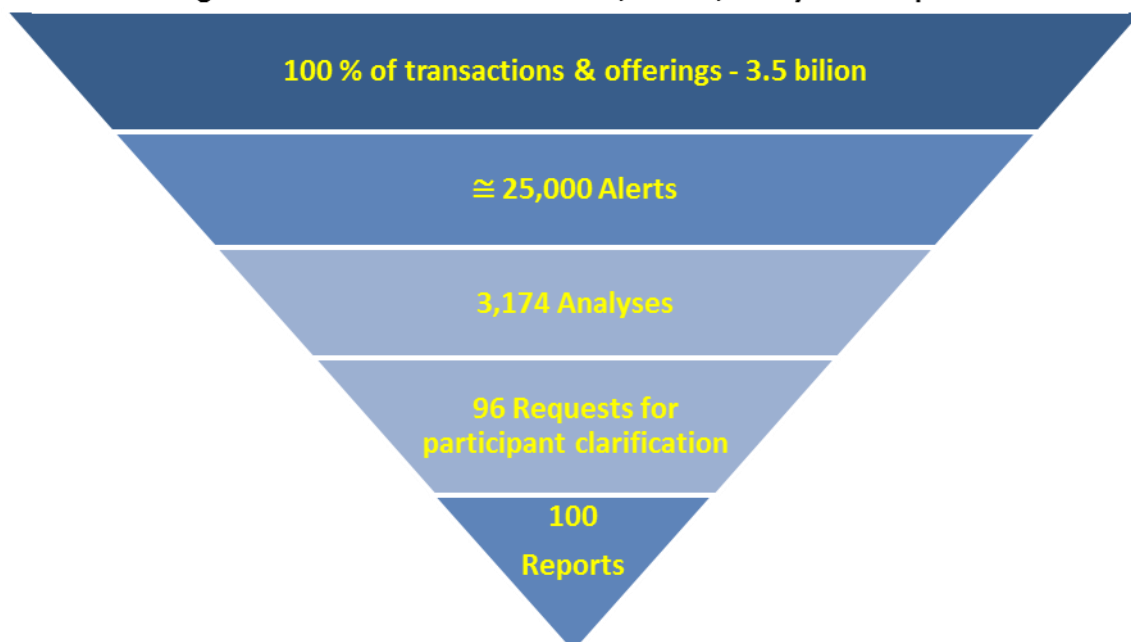 100 % of transactions & offerings - 3.5 bilion
≅ 25,000 Alerts
3,174 Analyses
96 Requests for
participant clarification
100
Reports